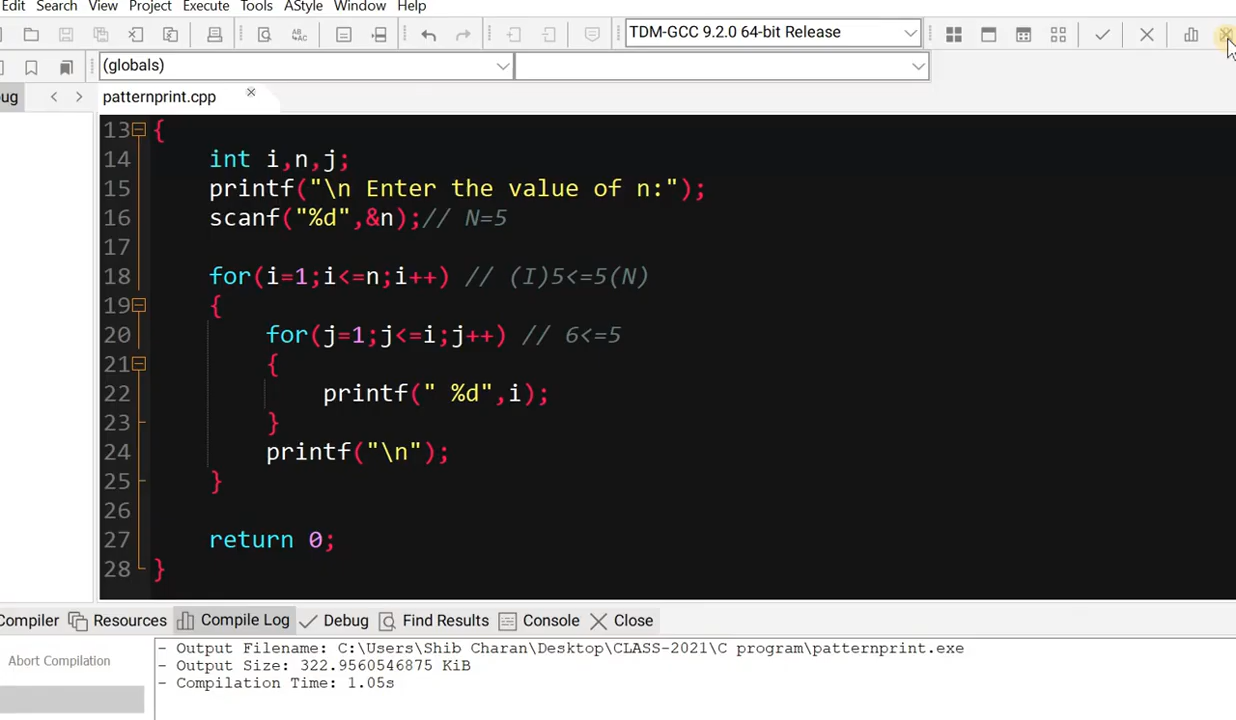 Edit Search View Project Execute Tools AStyle Window Help
TDM-GCC 9.2.0 64-bit Release
(globals)
patternprint.cpp
13 {
14 int i,n,j;
15 printf("\n Enter the value of n:");
16 scanf("%d",&n);// N=5
17
18 for(i=1;i<=n;i++) // (I)5<=5(N)
19 {
20 for(j=1;j<=i;j++) // 6<=5
21 {
22 printf(" %d",i);
23 }
24 printf("\n");
25 }
26
27 return 0;
28 }
Compiler Resources Compile Log Debug Find Results Console Close
Abort Compilation
- Output Filename: C:\Users\Shib Charan\Desktop\CLASS-2021\C program\patternprint.exe
- Output Size: 322.9560546875 KiB
- Compilation Time: 1.05s